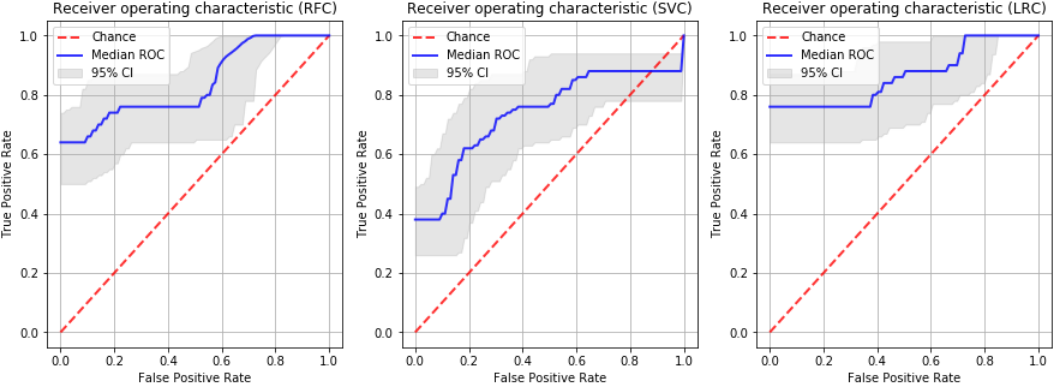 Receiver operating characteristic (RFC)
True Positive Rate
1.0
0.8
0.6
0.4
0.2
0.0
Chance
Median ROC
95% CI
0.0 0.2 0.4 0.6 0.8 1.0
False Positive Rate
Receiver operating characteristic (SVC)
True Positive Rate
1.0
0.8
0.6
0.4
0.2
0.0
Chance
Median ROC
95% CI
0.0 0.2 0.4 0.6 0.8 1.0
False Positive Rate
Receiver operating characteristic (LRC)
True Positive Rate
1.0
0.8
0.6
0.4
0.2
0.0
Chance
Median ROC
95% CI
0.0 0.2 0.4 0.6 0.8 1.0
False Positive Rate